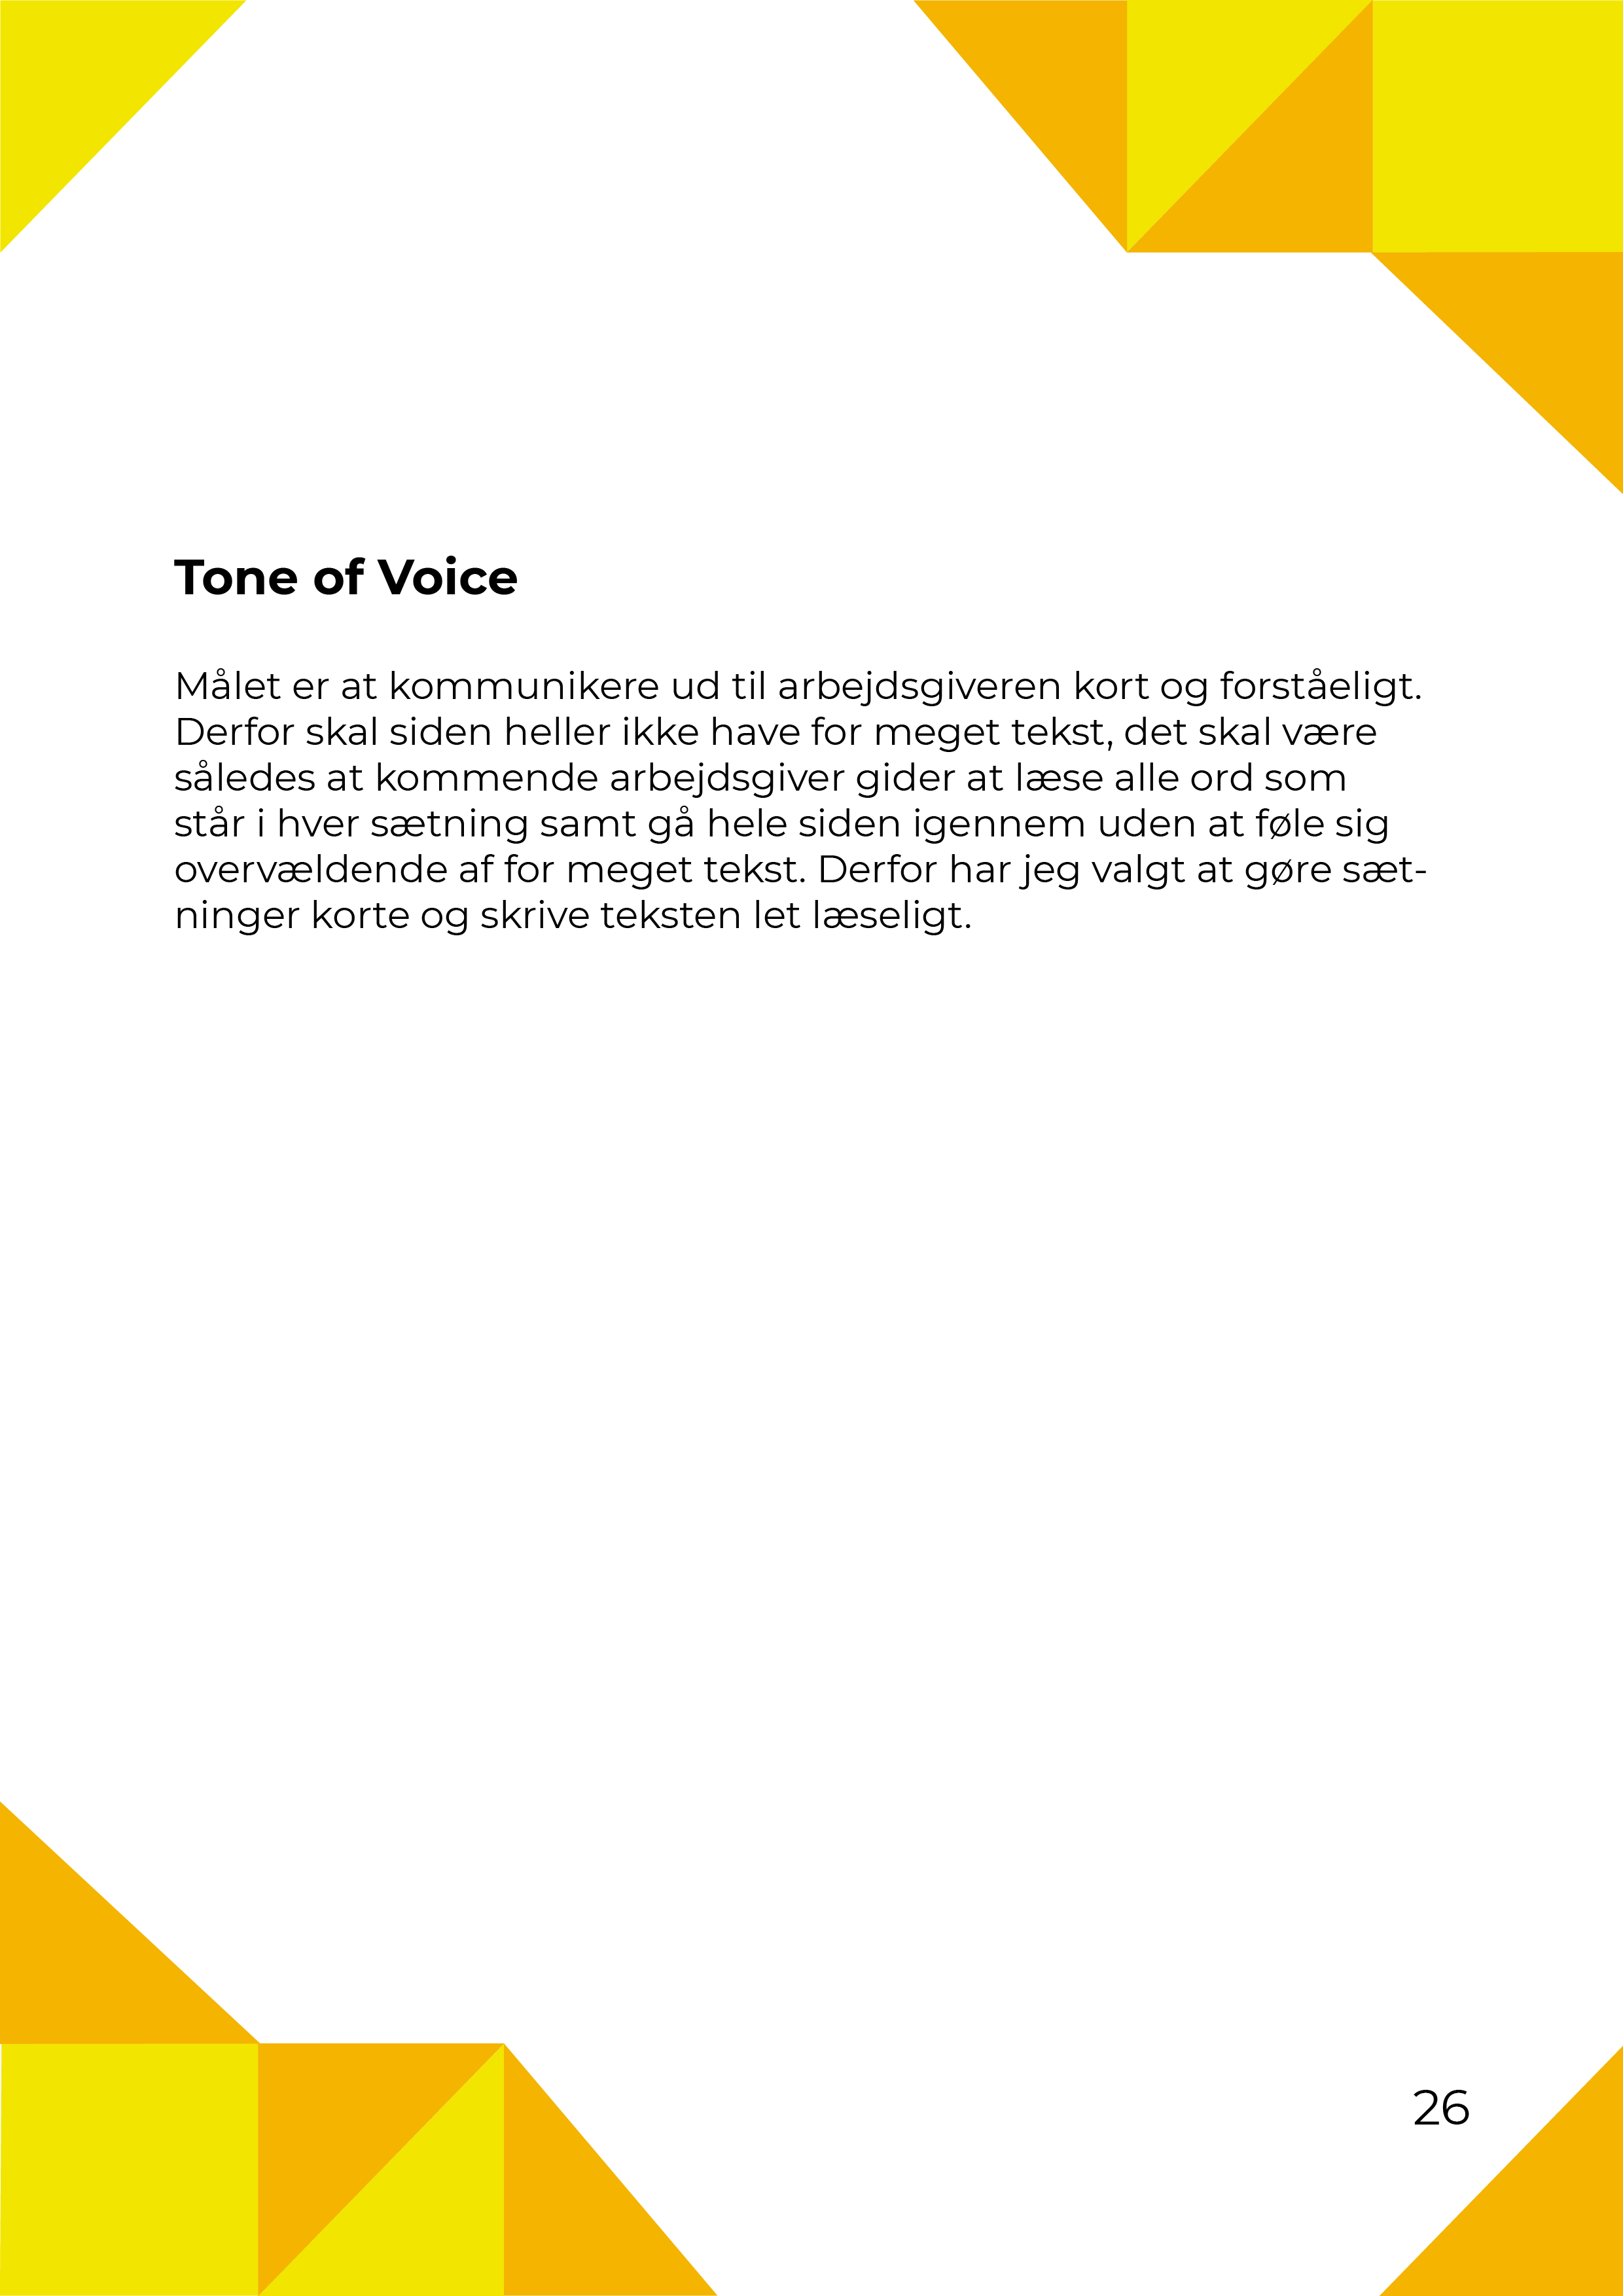 Tone of Voice
Målet er at kommunikere ud til arbejdsgiveren kort og forståeligt.
Derfor skal siden heller ikke have for meget tekst, det skal være
således at kommende arbejdsgiver gider at læse alle ord som
står i hver sætning samt gå hele siden igennem uden at føle sig
overvældende af for meget tekst. Derfor har jeg valgt at gøre sæt-
ninger korte og skrive teksten let læseligt.
26